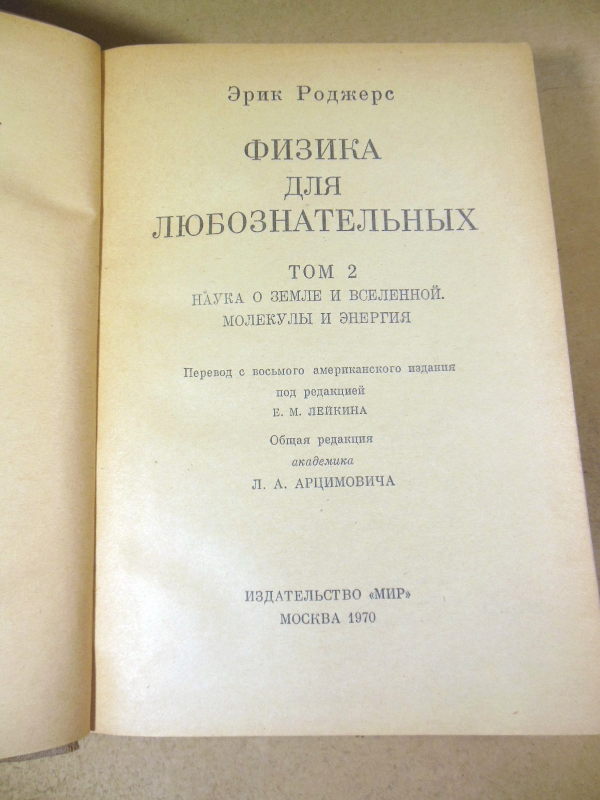 Эрик Роджерс
ФИЗИКА
ДЛЯ
ЛЮБОЗНАТЕЛЬНЫХ
ТОМ 2
НАУКА О ЗЕМЛЕ И ВСЕЛЕННОЙ.
МОЛЕКУЛЫ И ЭНЕРГИЯ
Перевод с восьмого американского издания
под редакцией
Е. М. ЛЕЙКИНА
Общая редакция
академика
Л. А. АРЦИМОВИЧА
ИЗДАТЕЛЬСТВО «МИР»
МОСКВА 1970